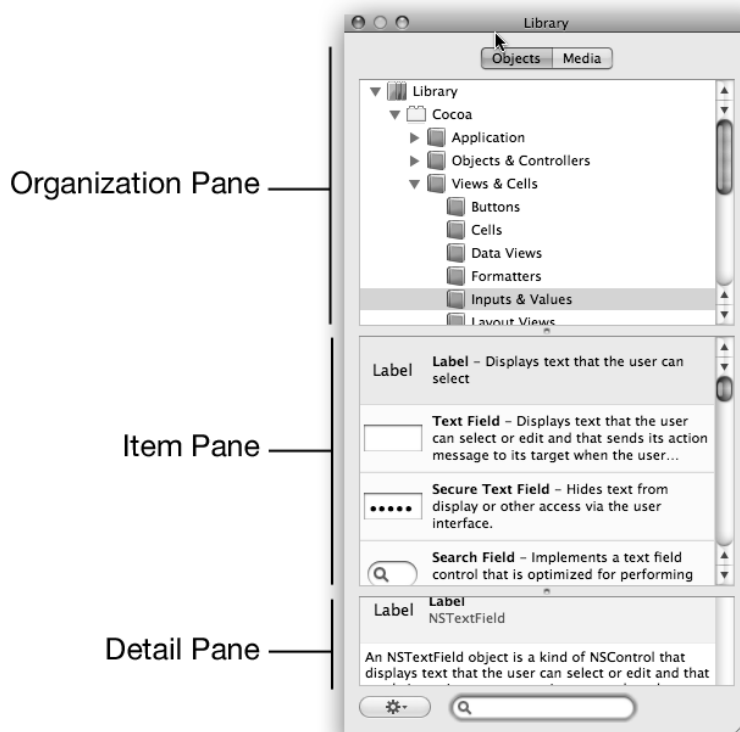 Library
Objects Media
Library
Cocoa
Application
Objects & Controllers
Organization Pane
Views & Cells
Buttons
Cells
Data Views
Formatters
Inputs & Values
Layout Views
Label
Label – Displays text that the user can
select
Text Field – Displays text that the user
can select or edit and that sends its action
message to its target when the user...
Item Pane
Secure Text Field – Hides text from
display or other access via the user
interface.
Search Field – Implements a text field
control that is optimized for performing
Label
Label
NSTextField
Detail Pane
An NSTextField object is a kind of NSControl that
displays text that the user can select or edit and that